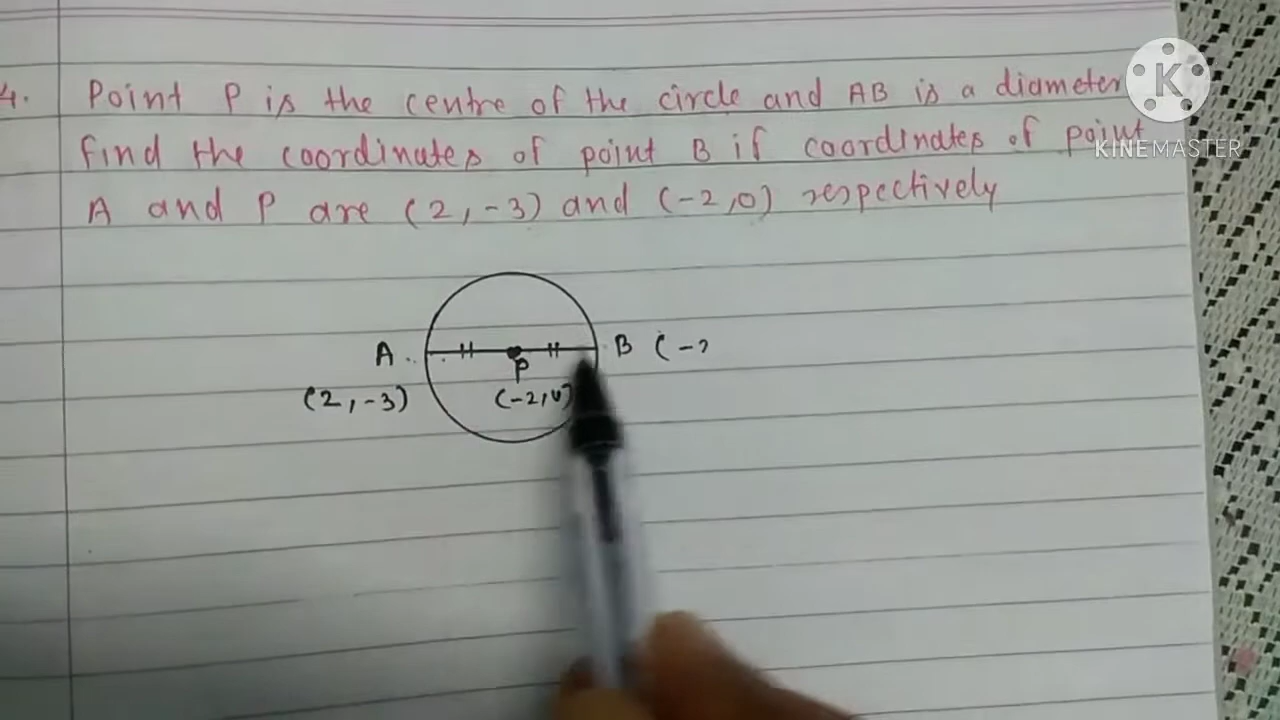 4. Point P is the centre of the circle and AB is a diameter
find the coordinates of point B if coordinates of point
A and P are (2,-3) and (-2,0) respectively
K
KINEMASTER
A
P
B (-
(2,-3)
(-2,0)